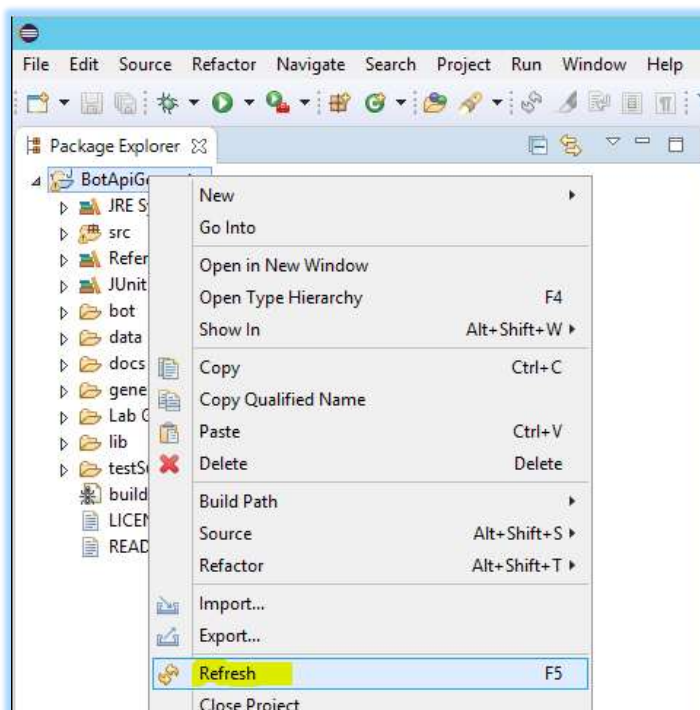 File Edit Source Refactor Navigate Search Project Run Window Help
Package Explorer
BotApiGe
JRE S
src
Refer
JUnit
bot
data
docs
gene
Lab G
lib
testSu
build
LICEN
READ
New
Go Into
Open in New Window
Open Type Hierarchy F4
Show In Alt+Shift+W
Copy Ctrl+C
Copy Qualified Name
Paste Ctrl+V
Delete Delete
Build Path
Source Alt+Shift+S
Refactor Alt+Shift+T
Import...
Export...
Refresh F5
Close Project